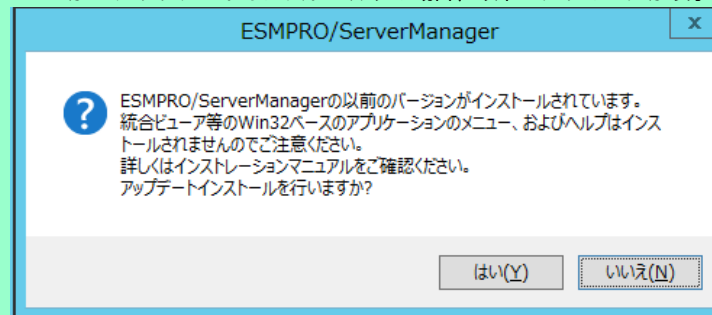 ESMPRO/ServerManager
x
ESMPRO/ServerManagerの以前のバージョンがインストールされています。
統合ビューア等のWin32ベースのアプリケーションのメニュー、およびヘルプはインス
トールされませんのでご注意ください。
詳しくはインストレーションマニュアルをご確認ください。
アップデートインストールを行いますか?
はい(Y) いいえ(N)